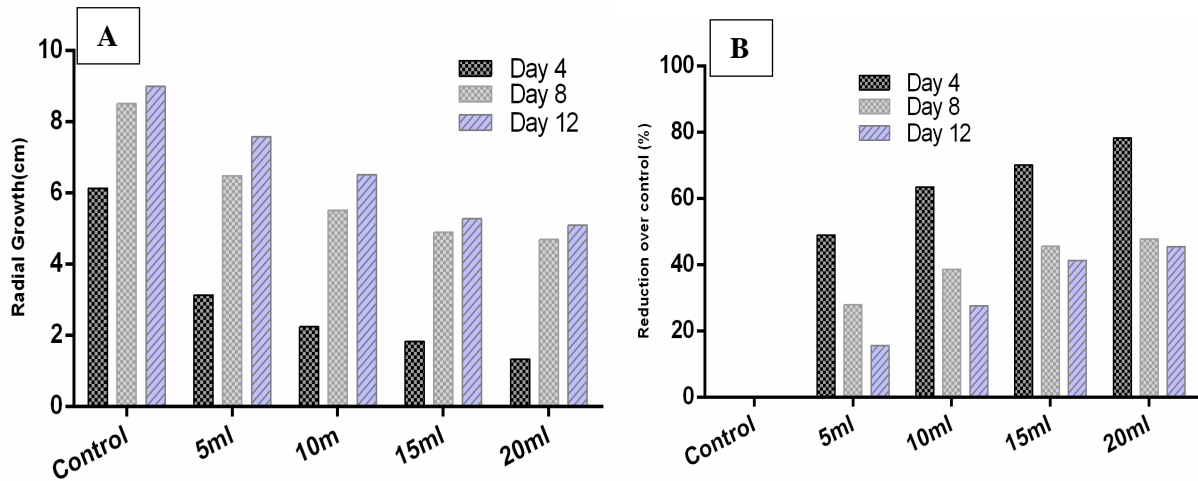 A
Radial Growth(cm)
10
8
6
4
2
0
Day 4
Day 8
Day 12
Control
5ml
10m
15ml
20ml
B
Reduction over control (%)
100
80
60
40
20
0
Day 4
Day 8
Day 12
Control
5ml
10ml
15ml
20ml